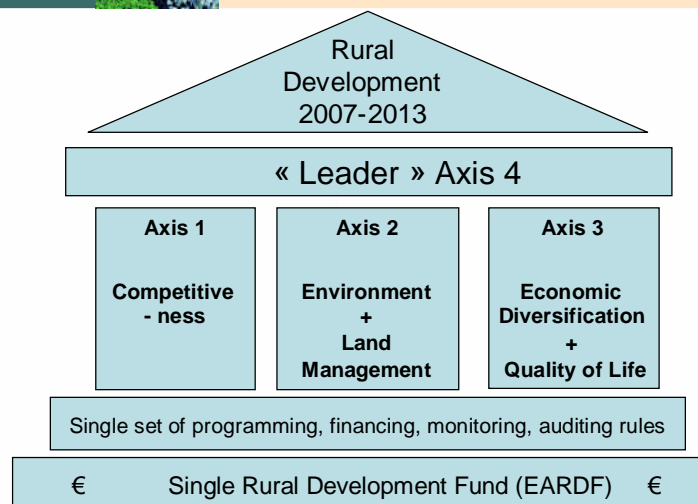 Rural
Development
2007-2013
« Leader » Axis 4
Axis 1
Competitive
- ness
Axis 2
Environment
+
Land
Management
Axis 3
Economic
Diversification
+
Quality of Life
Single set of programming, financing, monitoring, auditing rules
€ Single Rural Development Fund (EARDF) €